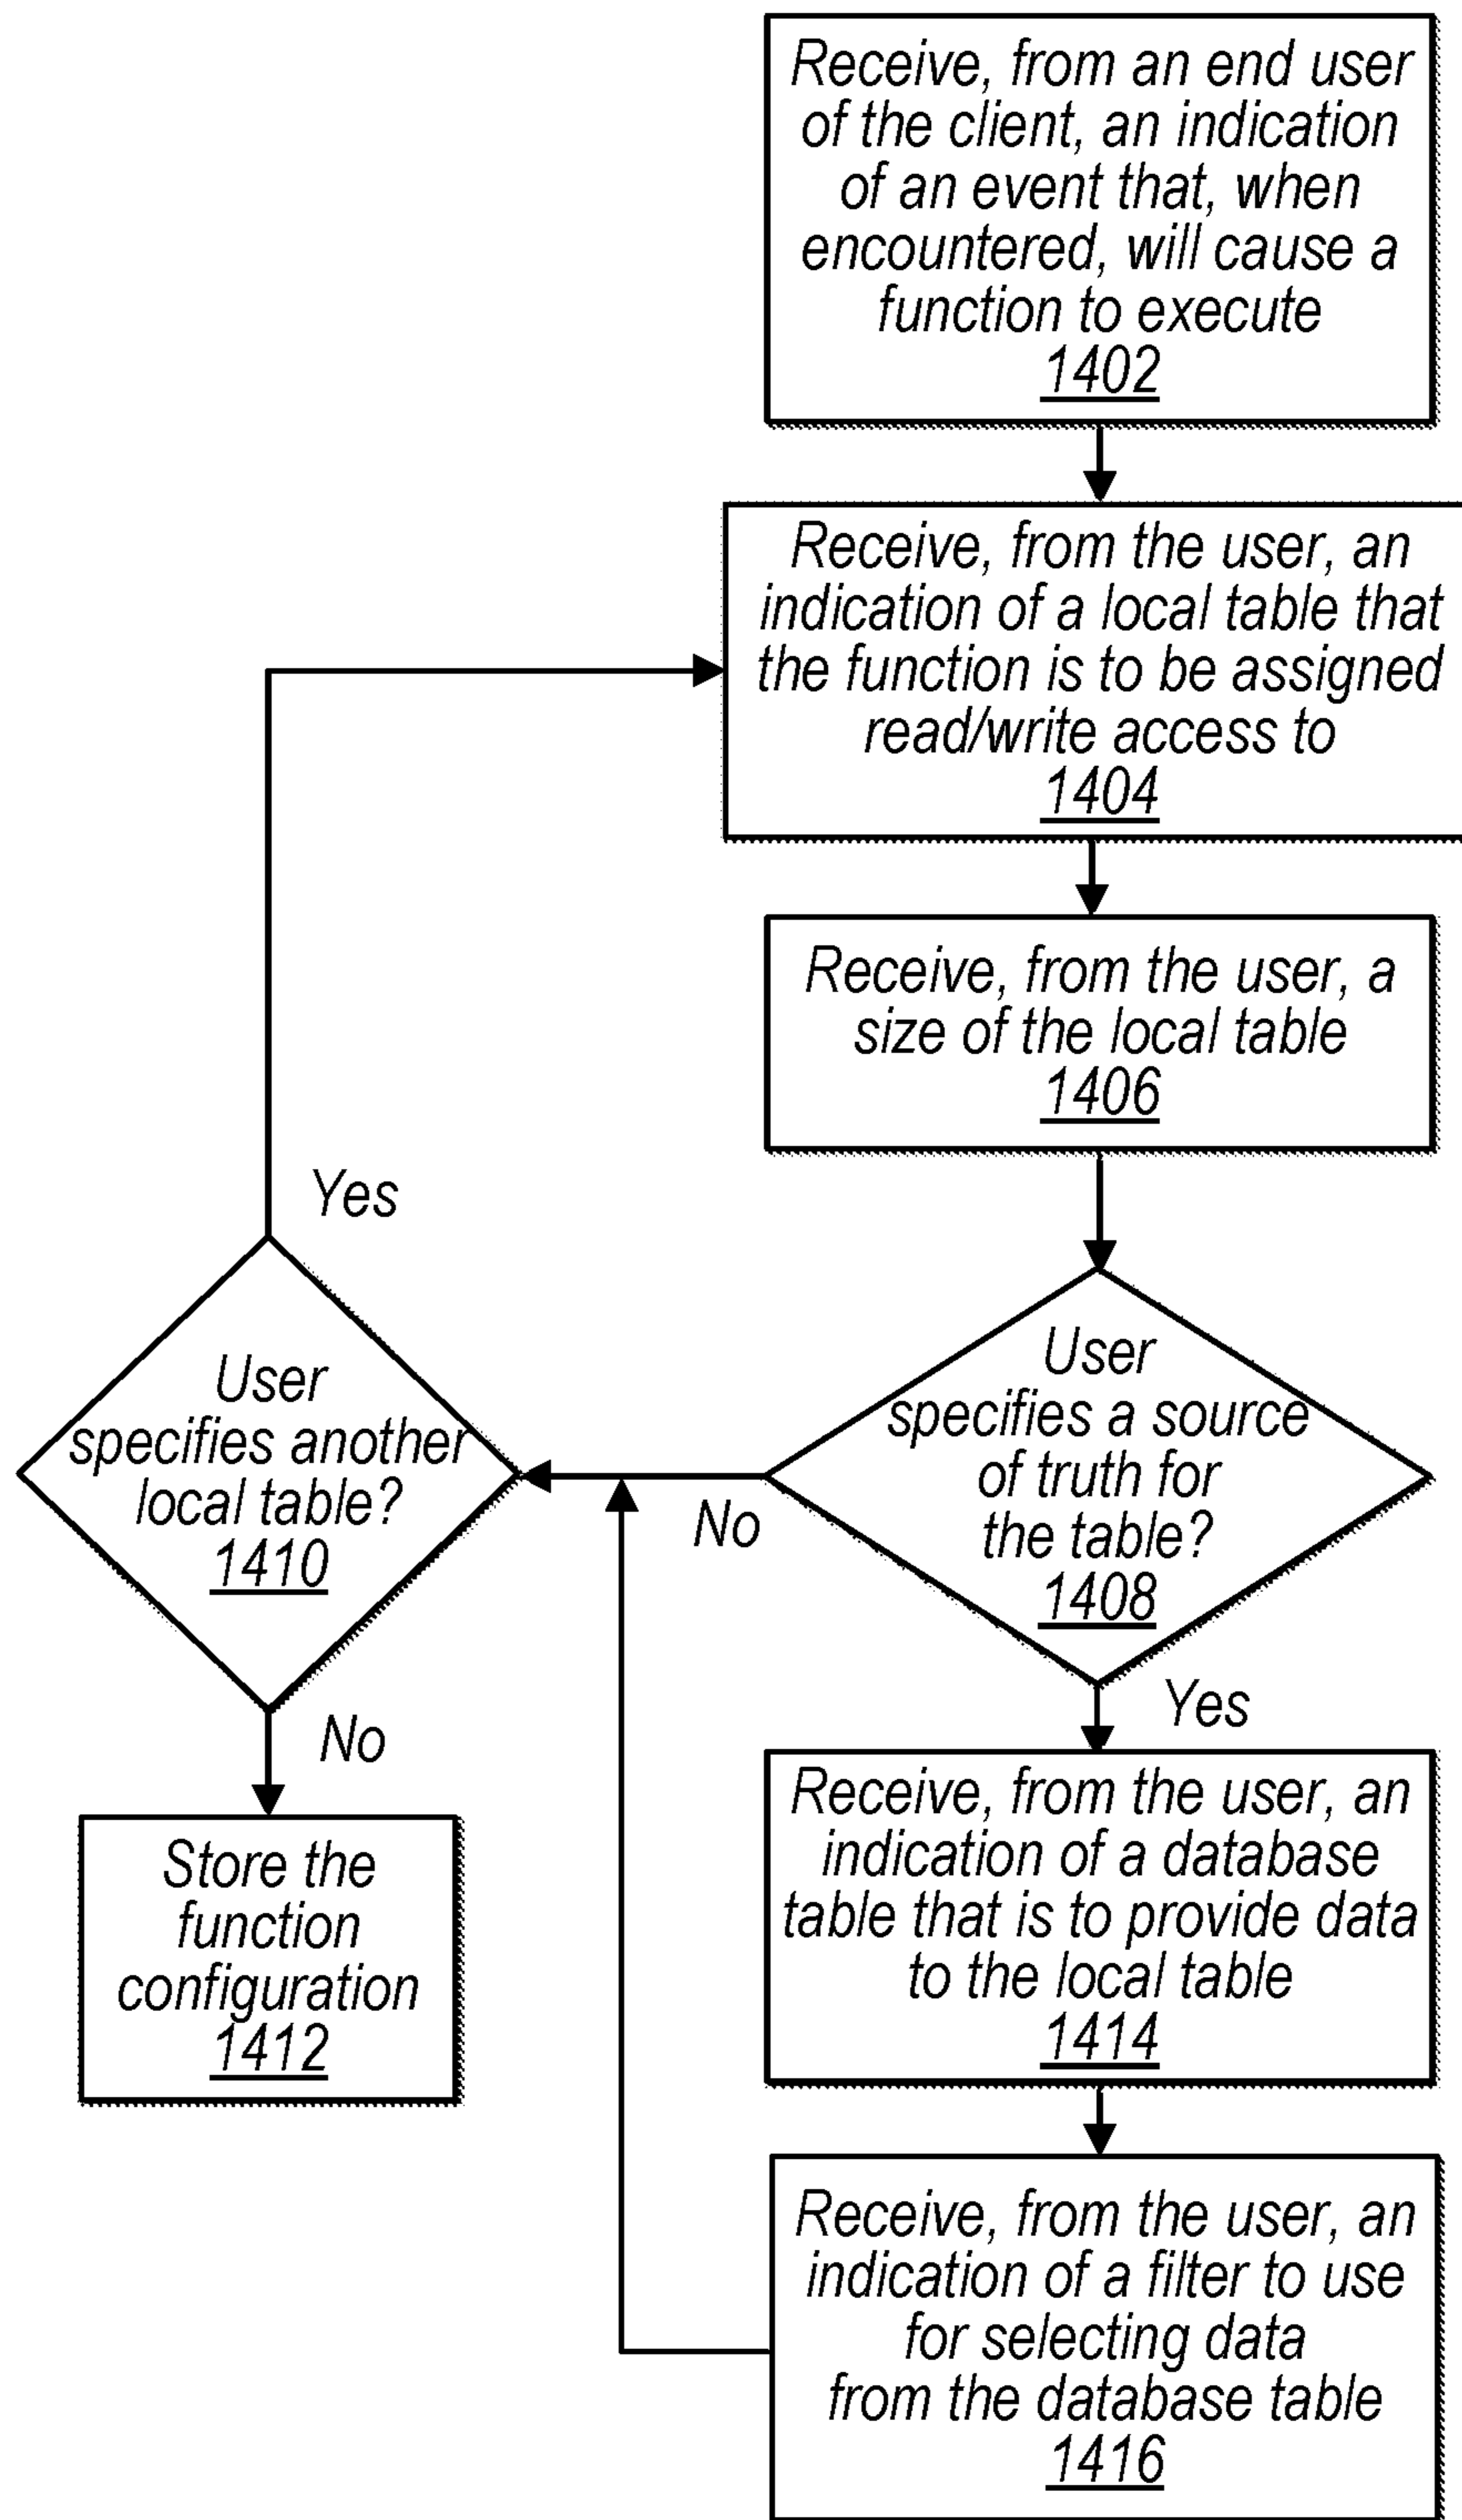 Receive, from an end user
of the client, an indication
of an event that, when
encountered, will cause a
function to execute
1402
Receive, from the user, an
indication of a local table that
the function is to be assigned
read/write access to
1404
Receive, from the user, a
size of the local table
1406
User
specifies a source
of truth for
the table?
1408
No
Yes
User
specifies another
local table?
1410
Yes
No
Store the
function
configuration
1412
Receive, from the user, an
indication of a database
table that is to provide data
to the local table
1414
Receive, from the user, an
indication of a filter to use
for selecting data
from the database table
1416